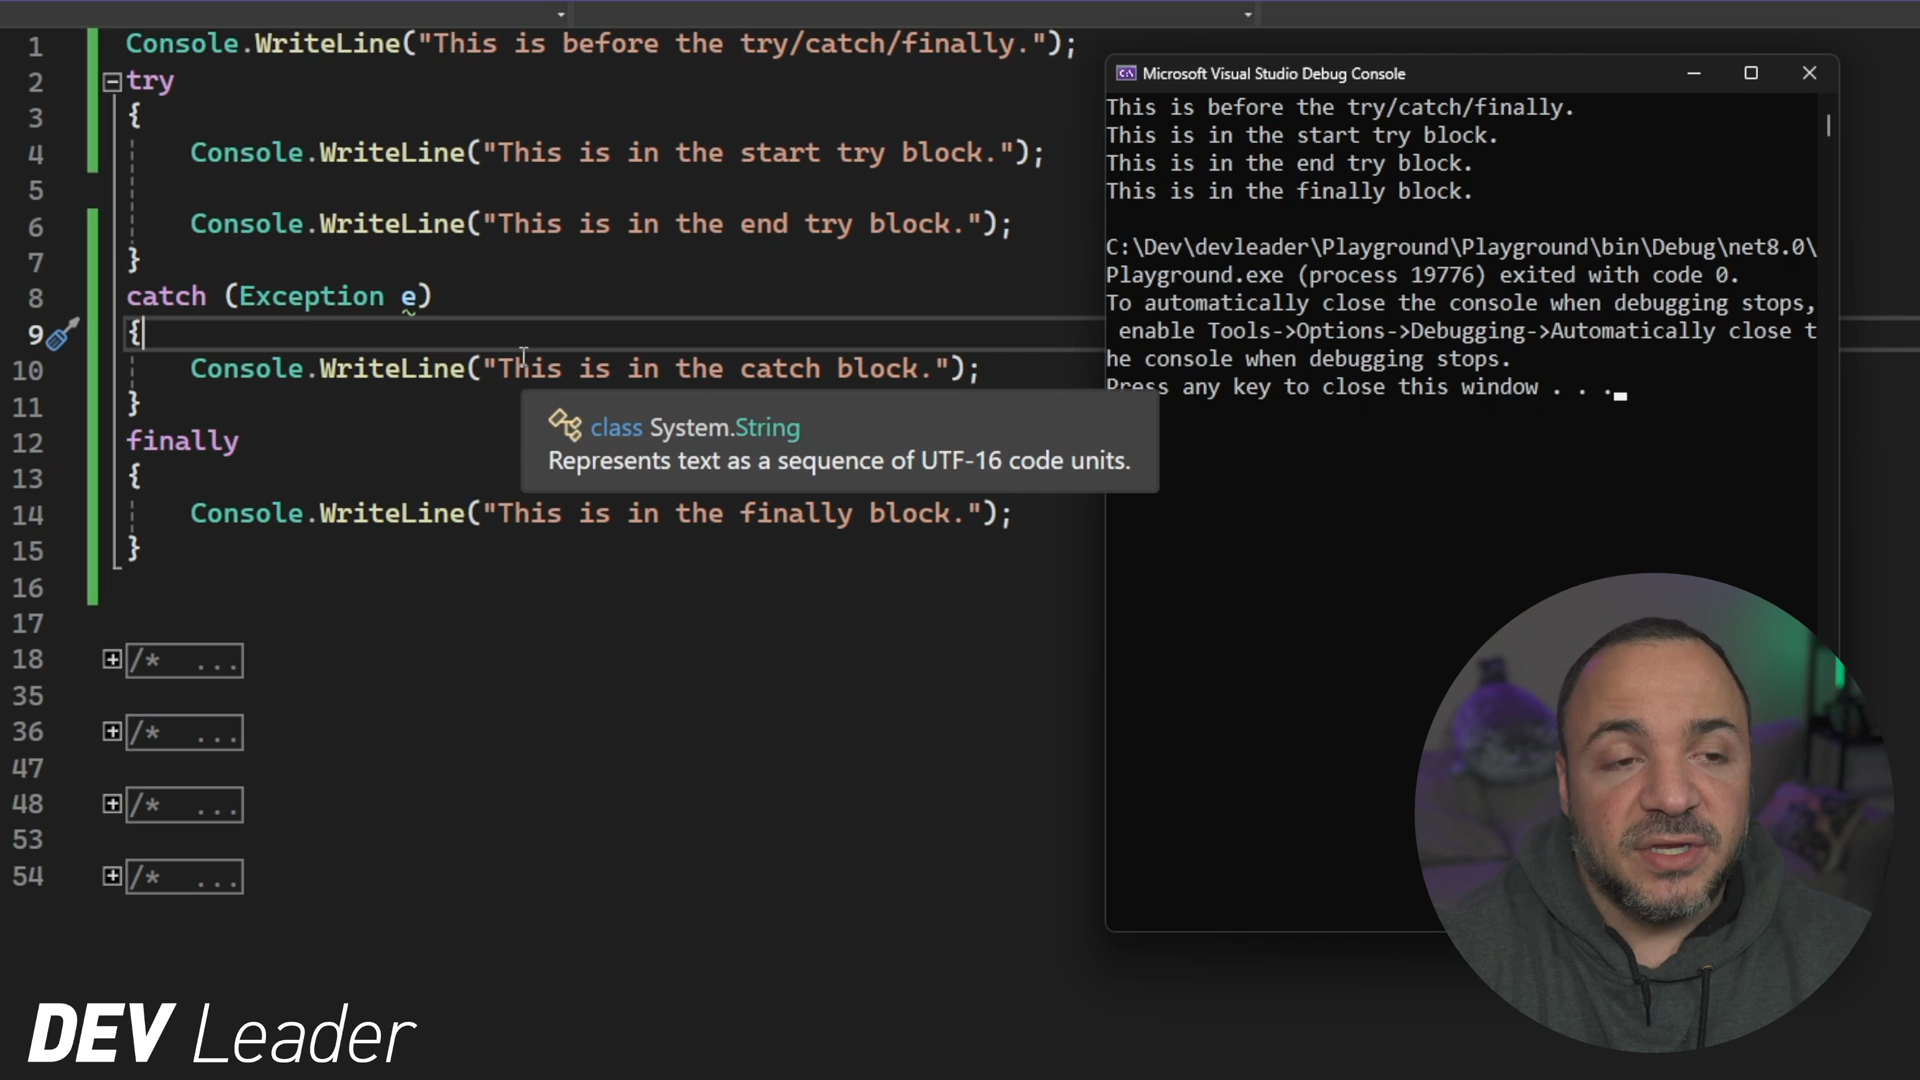 1 Console.WriteLine("This is before the try/catch/finally.");
2 try
3 {
4 Console.WriteLine("This is in the start try block.");
5
6 Console.WriteLine("This is in the end try block.");
7 }
8 catch (Exception e)
9 {
10 Console.WriteLine("This is in the catch block.");
11 }
12 finally
13 {
14 Console.WriteLine("This is in the finally block.");
15 }
16
17
18 /* ...
35
36 /* ...
47
48 /* ...
53
54 /* ...
class System.String
Represents text as a sequence of UTF-16 code units.
Microsoft Visual Studio Debug Console
This is before the try/catch/finally.
This is in the start try block.
This is in the end try block.
This is in the finally block.
C:\Dev\devleader\Playground\Playground\bin\Debug\net8.0\
Playground.exe (process 19776) exited with code 0.
To automatically close the console when debugging stops,
enable Tools->Options->Debugging->Automatically close t
he console when debugging stops.
Press any key to close this window . . .
DEV Leader